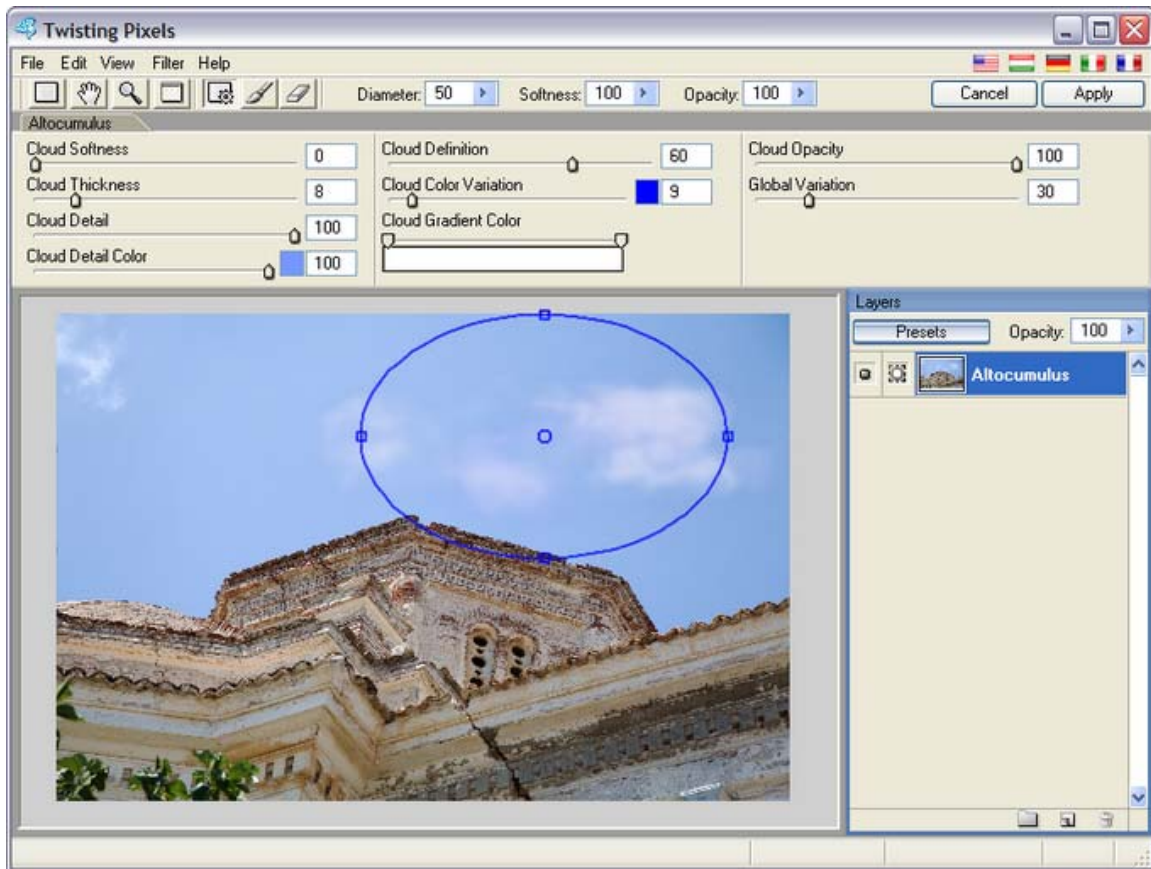 Twisting Pixels
File Edit View Filter Help
Diameter: 50 Softness: 100 Opacity: 100 Cancel Apply
Altocumulus
Cloud Softness 0
Cloud Thickness 8
Cloud Detail 100
Cloud Detail Color 100
Cloud Definition 60
Cloud Color Variation 9
Cloud Gradient Color
Cloud Opacity 100
Global Variation 30
Layers
Presets Opacity: 100
Altocumulus